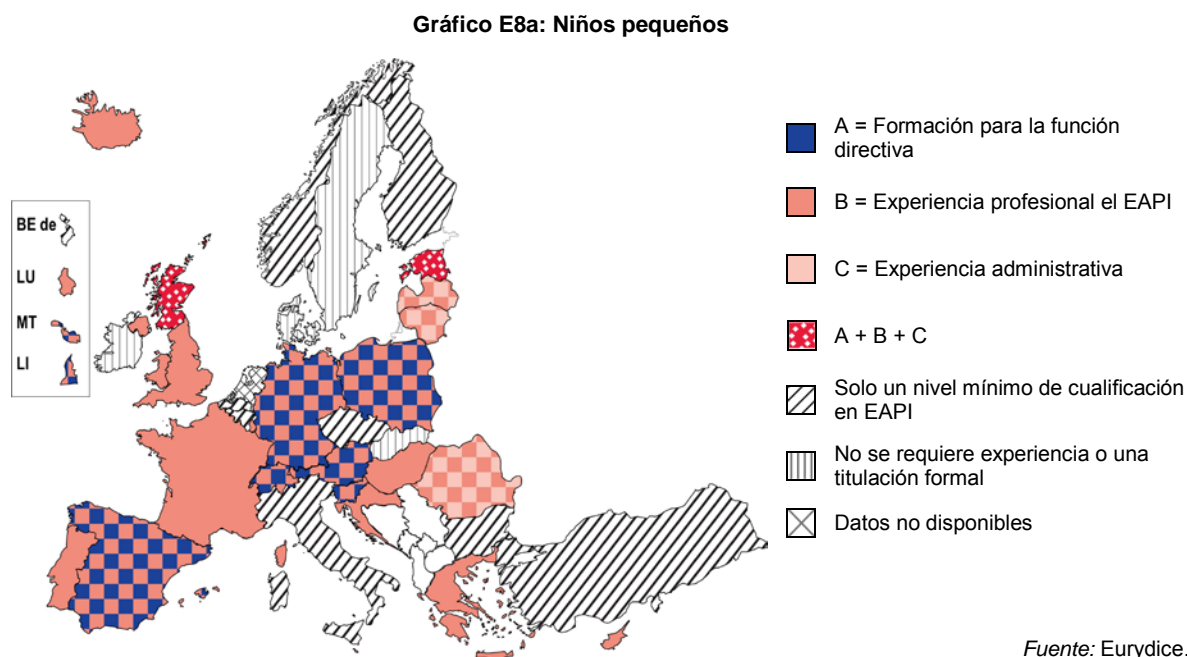 Gráfico E8a: Niños pequeños
BE de
LU
MT
LI
A = Formación para la función
directiva
B = Experiencia profesional el EAPI
C = Experiencia administrativa
A + B + C
Solo un nivel mínimo de cualificación
en EAPI
No se requiere experiencia o una
titulación formal
Datos no disponibles
Fuente: Eurydice.